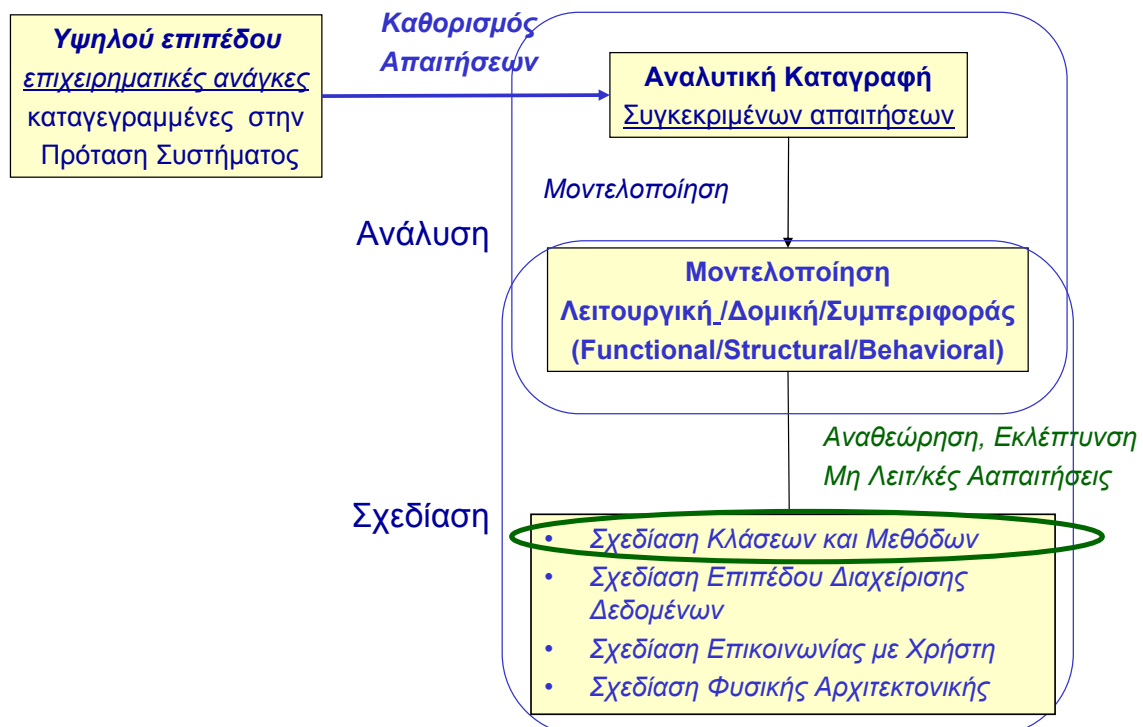 Υψηλού επιπέδου
επιχειρηματικές ανάγκες
καταγεγραμμένες στην
Πρόταση Συστήματος
Καθορισμός
Απαιτήσεων
Αναλυτική Καταγραφή
Συγκεκριμένων απαιτήσεων
Μοντελοποίηση
Ανάλυση
Μοντελοποίηση
Λειτουργική /Δομική/Συμπεριφοράς
(Functional/Structural/Behavioral)
Αναθεώρηση, Εκλέπτυνση
Μη Λειτ/κές Ααπαιτήσεις
Σχεδίαση
• Σχεδίαση Κλάσεων και Μεθόδων
• Σχεδίαση Επιπέδου Διαχείρισης
Δεδομένων
• Σχεδίαση Επικοινωνίας με Χρήστη
• Σχεδίαση Φυσικής Αρχιτεκτονικής